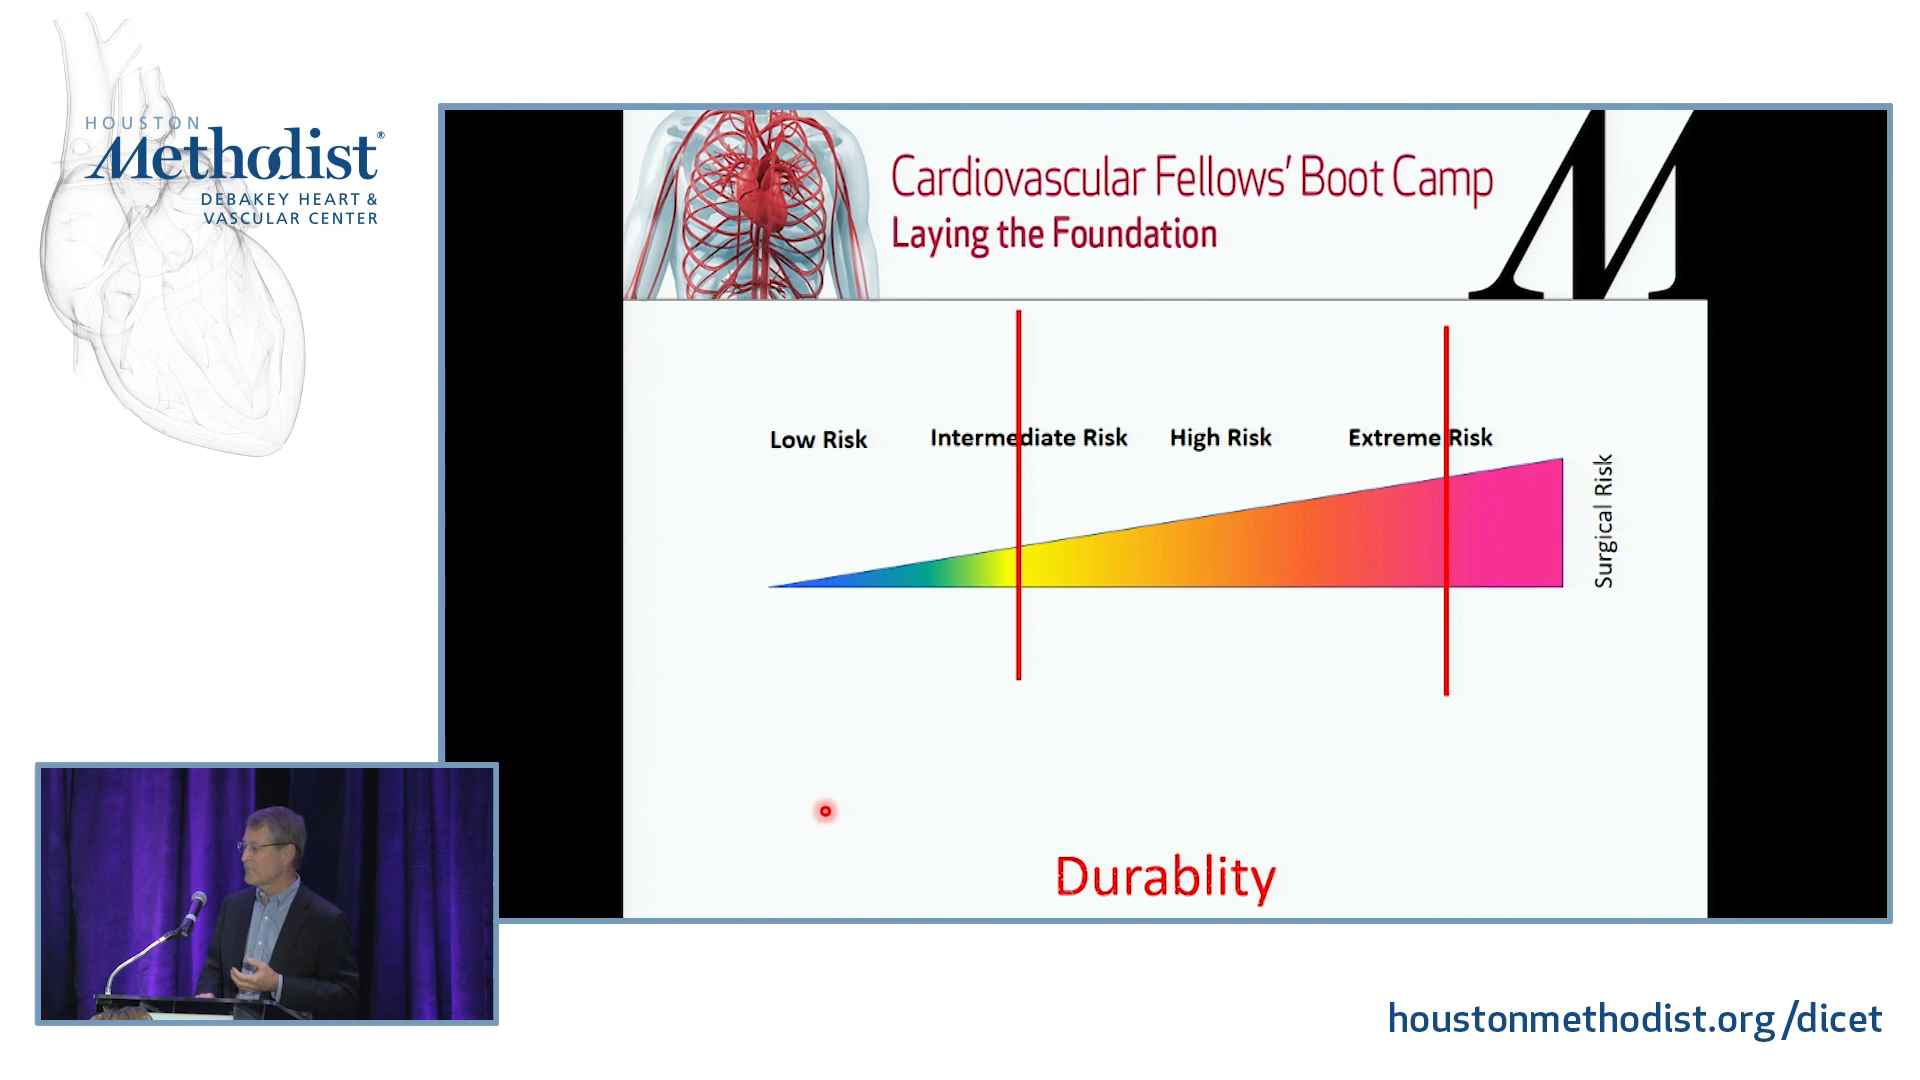 HOUSTON
Methodist®
DEBAKEY HEART &
VASCULAR CENTER
Cardiovascular Fellows' Boot Camp
Laying the Foundation
M
Low Risk
Intermediate Risk
High Risk
Extreme Risk
Surgical Risk
Durablity
houstonmethodist.org/dicet